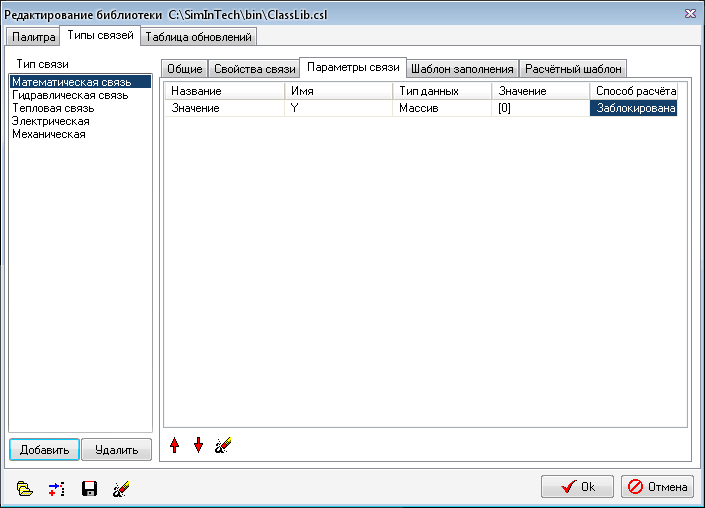 Редактирование библиотеки C:\SimInTech\bin\ClassLib.csl
Палитра Типы связей Таблица обновлений
Тип связи
Математическая связь
Гидравлическая связь
Тепловая связь
Электрическая
Механическая
Добавить Удалить
Общие Свойства связи Параметры связи Шаблон заполнения Расчётный шаблон
Название Имя Тип данных Значение Способ расчёта
Значение Y Массив [0] Заблокирована
Ok Отмена